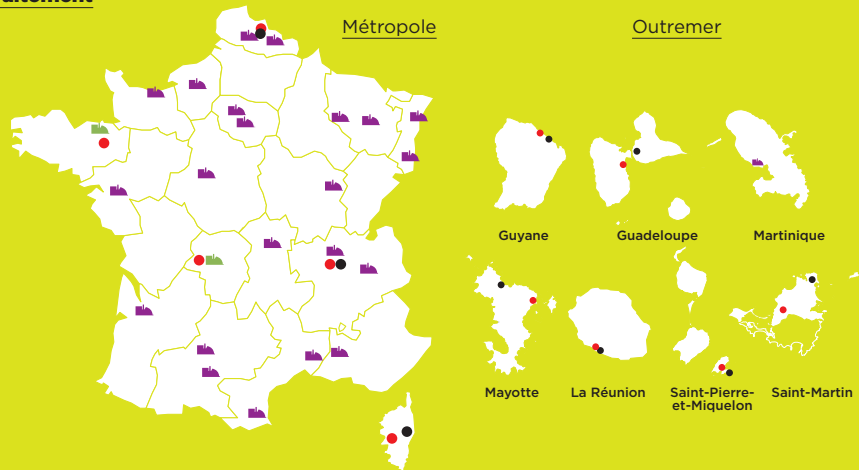 Métropole
Outremer
Guyane
Guadeloupe
Martinique
Mayotte
La Réunion
Saint-Pierre-
et-Miquelon
Saint-Martin